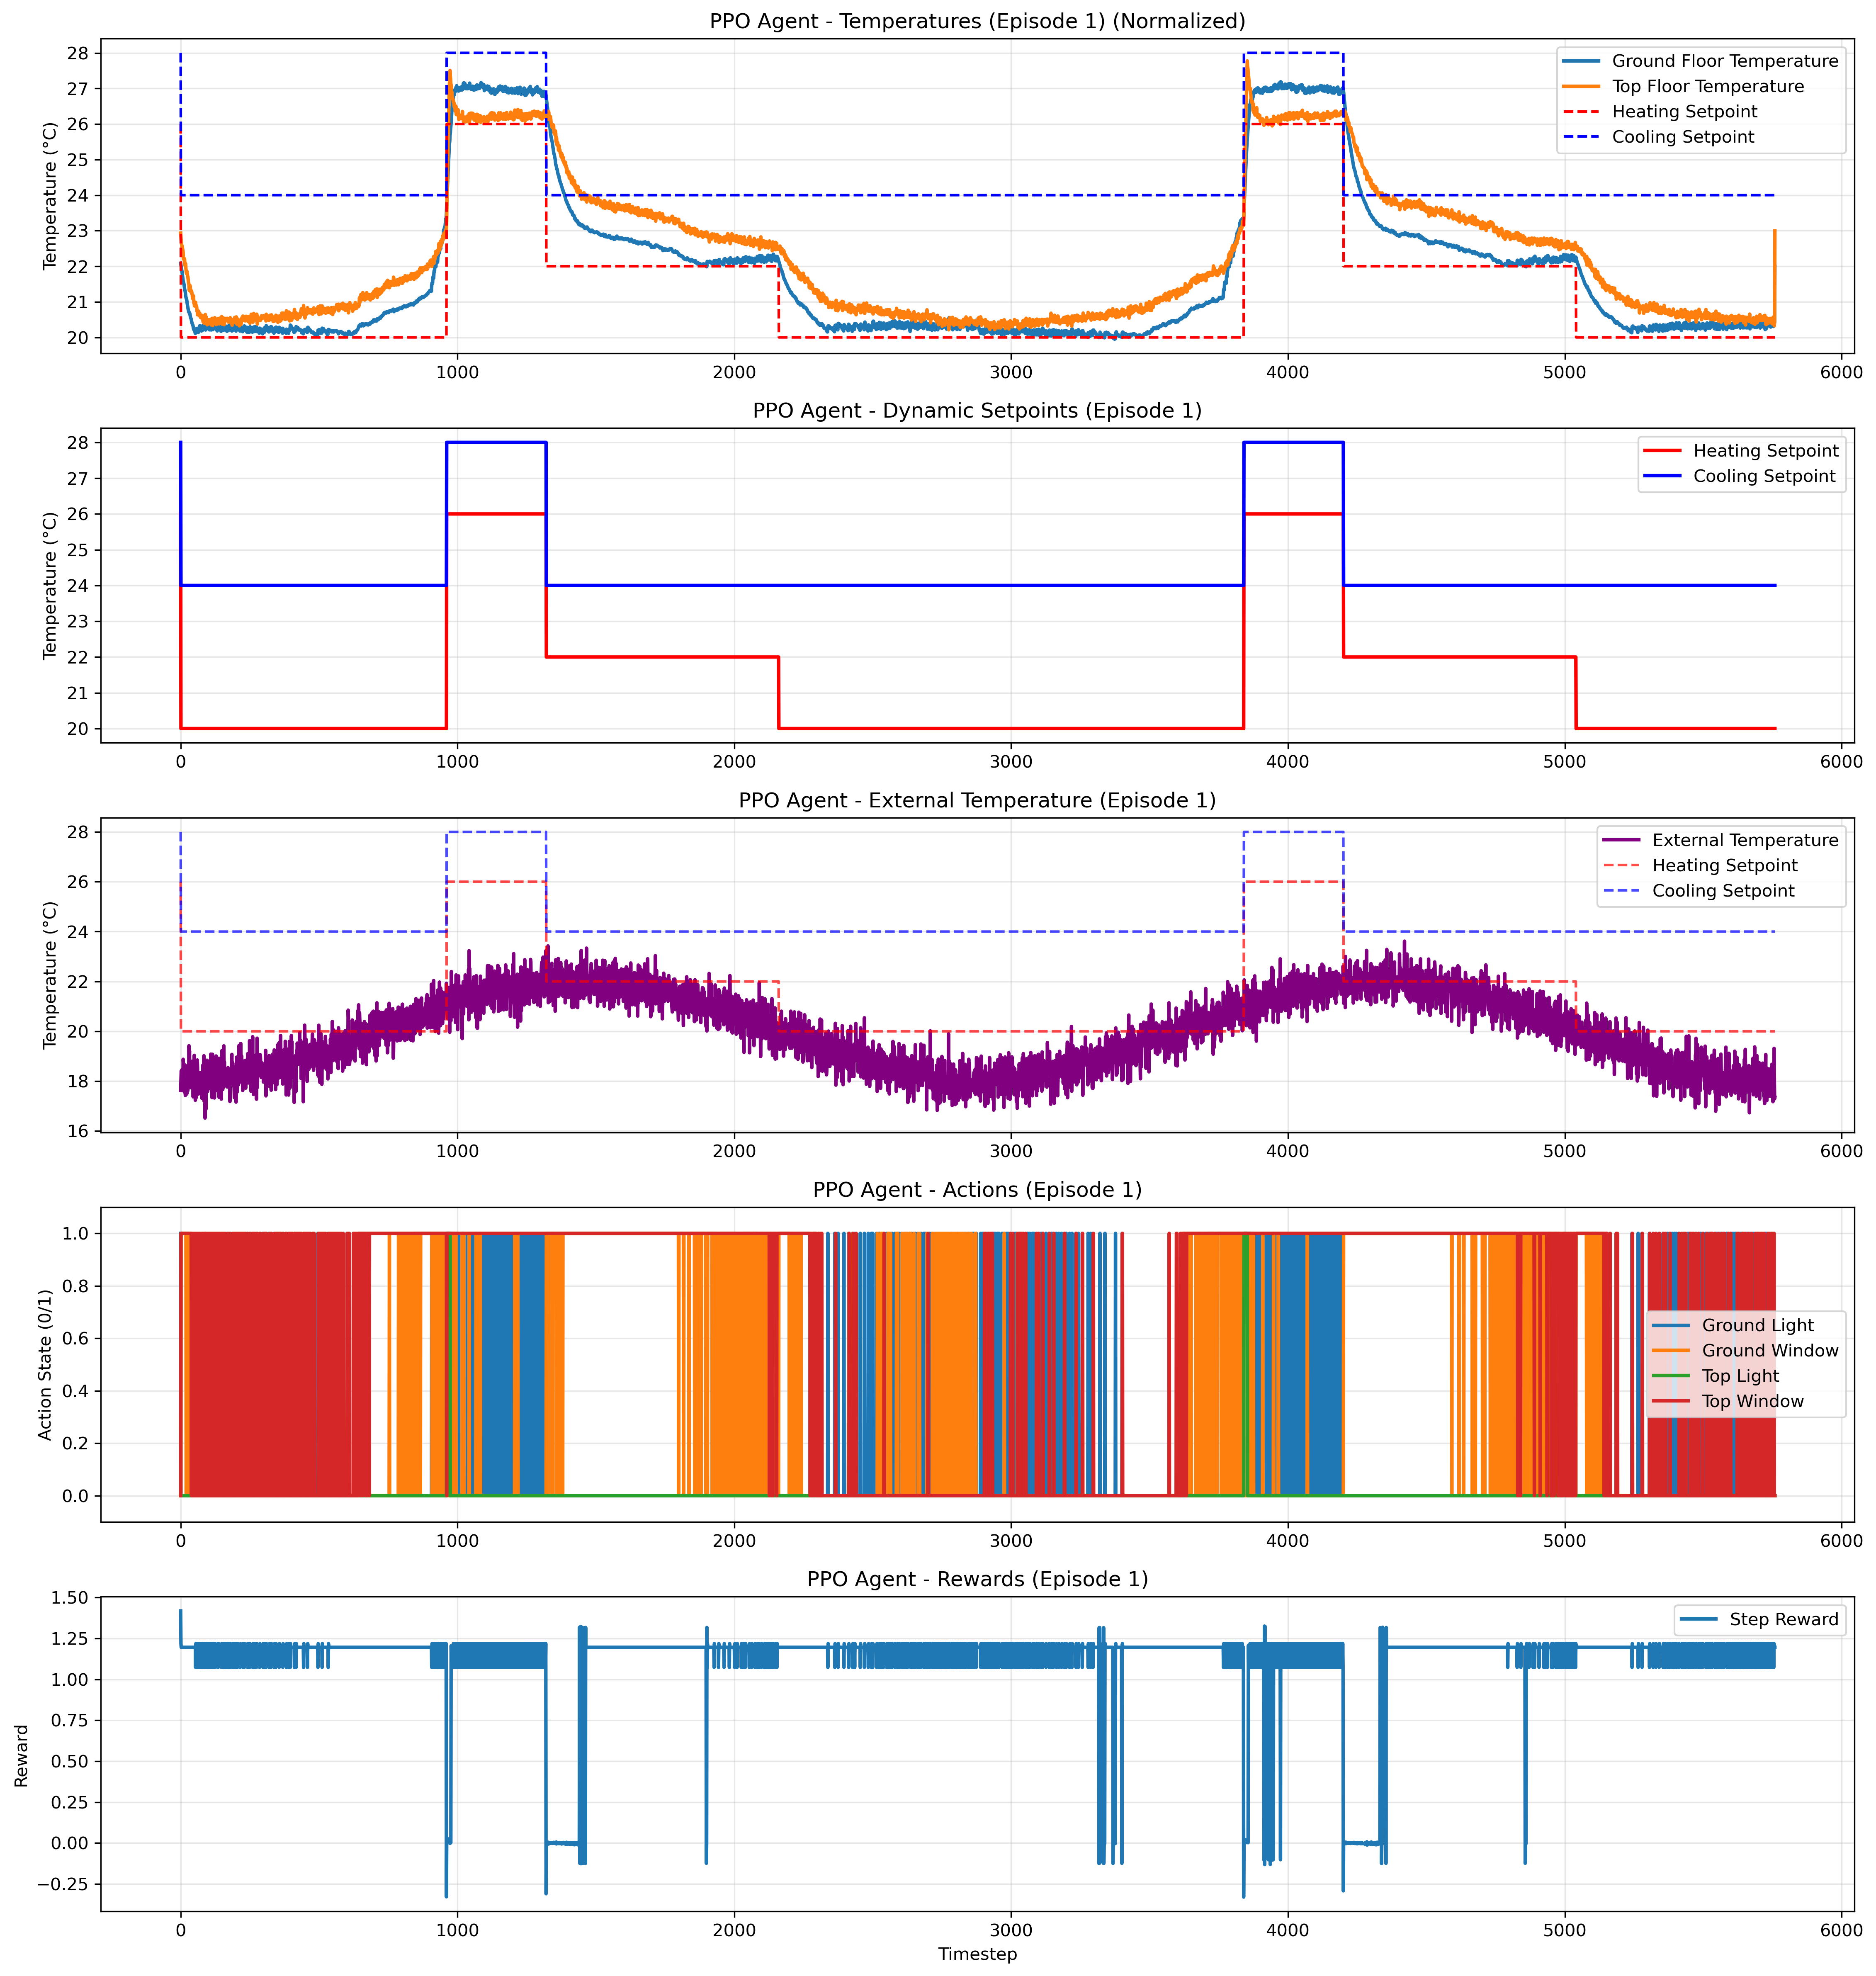 PPO Agent - Temperatures (Episode 1) (Normalized)
Temperature (°C)
28
27
26
25
24
23
22
21
20
0
1000
2000
3000
4000
5000
6000
Ground Floor Temperature
Top Floor Temperature
Heating Setpoint
Cooling Setpoint
PPO Agent - Dynamic Setpoints (Episode 1)
Temperature (°C)
28
27
26
25
24
23
22
21
20
0
1000
2000
3000
4000
5000
6000
Heating Setpoint
Cooling Setpoint
PPO Agent - External Temperature (Episode 1)
Temperature (°C)
28
26
24
22
20
18
16
0
1000
2000
3000
4000
5000
6000
External Temperature
Heating Setpoint
Cooling Setpoint
PPO Agent - Actions (Episode 1)
Action State (0/1)
1.0
0.8
0.6
0.4
0.2
0.0
0
1000
2000
3000
4000
5000
6000
Ground Light
Ground Window
Top Light
Top Window
PPO Agent - Rewards (Episode 1)
Reward
1.50
1.25
1.00
0.75
0.50
0.25
0.00
−0.25
0
1000
2000
3000
4000
5000
6000
Step Reward
Timestep